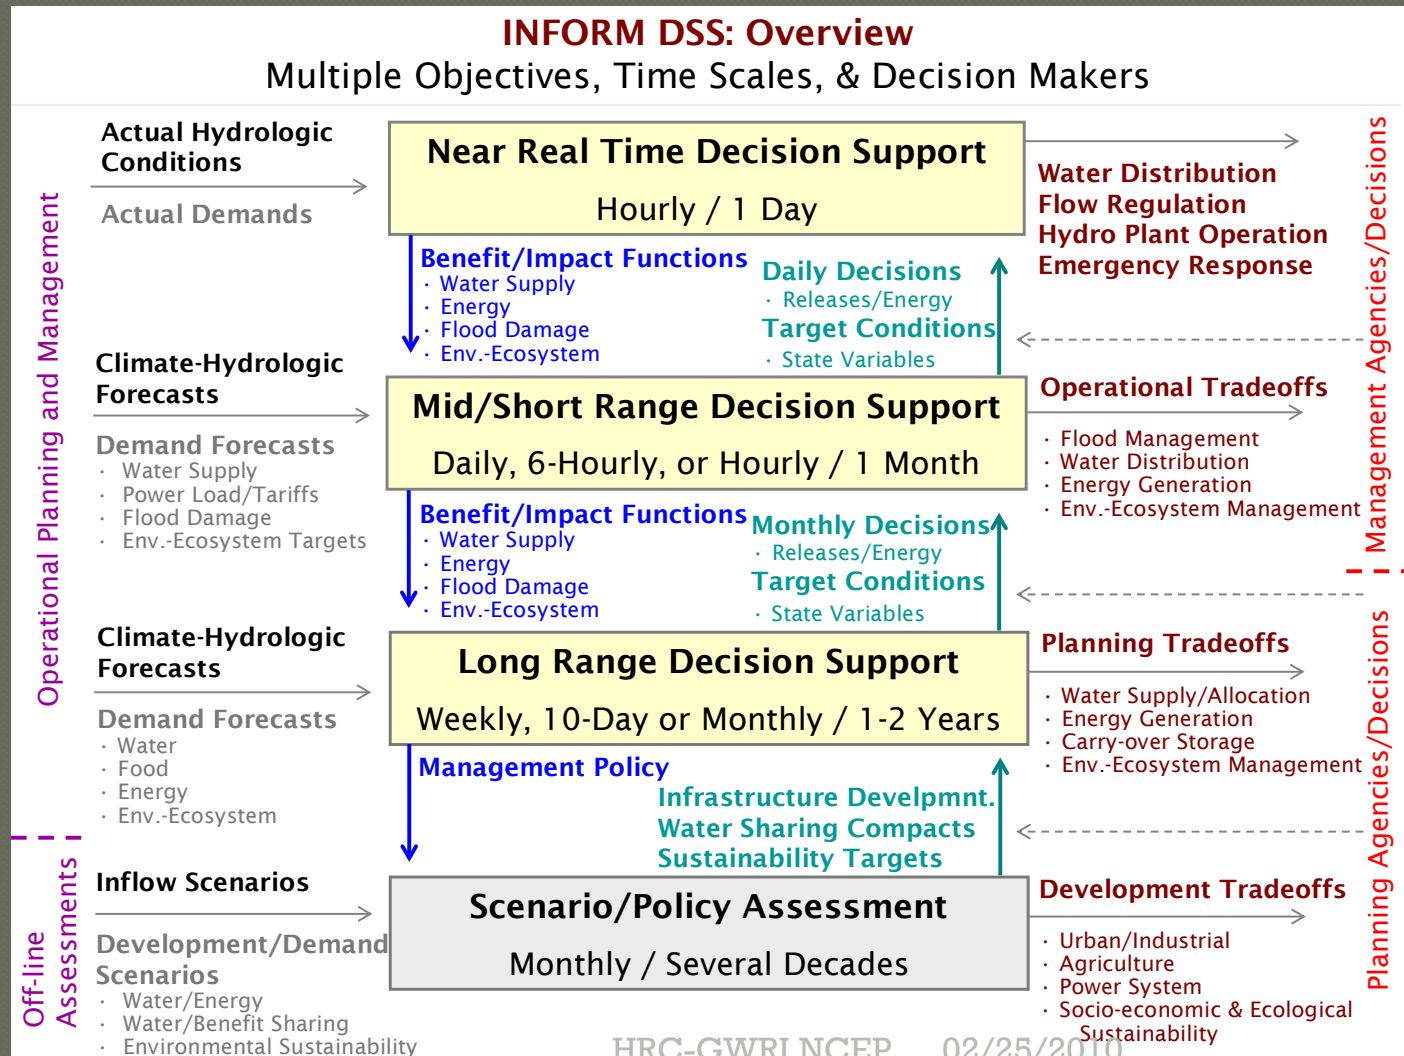 INFORM DSS: Overview
Multiple Objectives, Time Scales, & Decision Makers
Operational Planning and Management
Off-line
Assessments
Actual Hydrologic
Conditions
Actual Demands
Near Real Time Decision Support
Hourly / 1 Day
Water Distribution
Flow Regulation
Hydro Plant Operation
Emergency Response
Benefit/Impact Functions
· Water Supply
· Energy
· Flood Damage
· Env.-Ecosystem
Daily Decisions
· Releases/Energy
Target Conditions
· State Variables
Climate-Hydrologic
Forecasts
Demand Forecasts
· Water Supply
· Power Load/Tariffs
· Flood Damage
· Env.-Ecosystem Targets
Mid/Short Range Decision Support
Daily, 6-Hourly, or Hourly / 1 Month
Operational Tradeoffs
· Flood Management
· Water Distribution
· Energy Generation
· Env.-Ecosystem Management
Benefit/Impact Functions
· Water Supply
· Energy
· Flood Damage
· Env.-Ecosystem
Monthly Decisions
· Releases/Energy
Target Conditions
· State Variables
Climate-Hydrologic
Forecasts
Demand Forecasts
· Water
· Food
· Energy
· Env.-Ecosystem
Long Range Decision Support
Weekly, 10-Day or Monthly / 1-2 Years
Planning Tradeoffs
· Water Supply/Allocation
· Energy Generation
· Carry-over Storage
· Env.-Ecosystem Management
Management Policy
Infrastructure Develpmnt.
Water Sharing Compacts
Sustainability Targets
Inflow Scenarios
Development/Demand
Scenarios
· Water/Energy
· Water/Benefit Sharing
· Environmental Sustainability
Scenario/Policy Assessment
Monthly / Several Decades
Development Tradeoffs
· Urban/Industrial
· Agriculture
· Power System
· Socio-economic & Ecological
Sustainability
Management Agencies/Decisions
Planning Agencies/Decisions
HRC-GWRI NCEP 02/25/2010